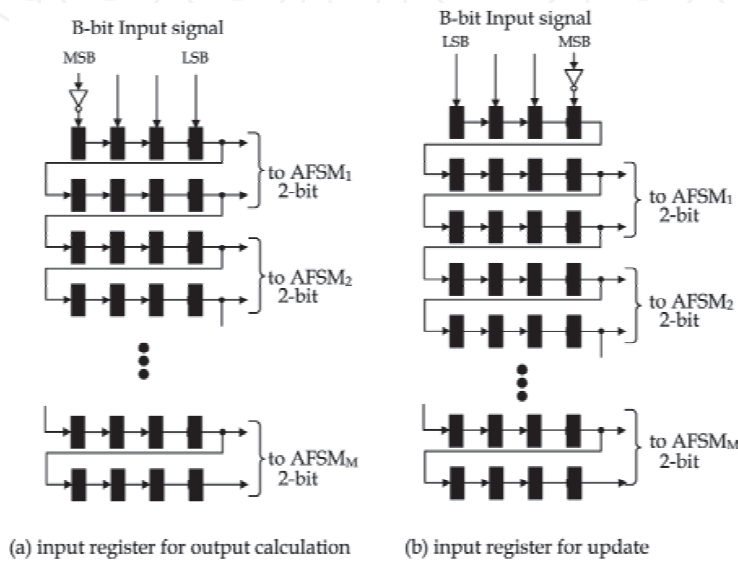 B-bit Input signal
MSB LSB
to AFSM₁
2-bit
to AFSM₂
2-bit
to AFSMM
2-bit
(a) input register for output calculation
B-bit Input signal
LSB MSB
to AFSM₁
2-bit
to AFSM₂
2-bit
to AFSMM
2-bit
(b) input register for update